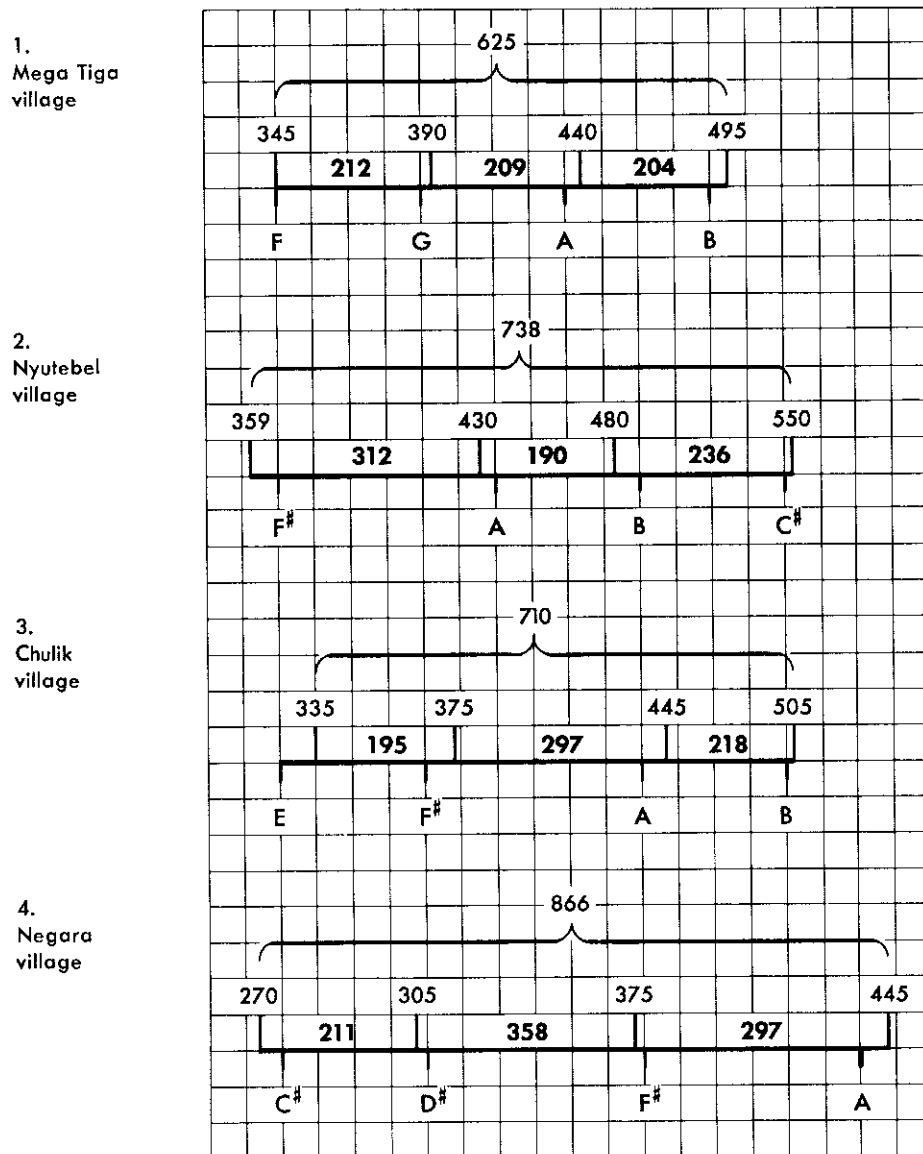 1.
Mega Tiga
village
625
345 390 440 495
212 209 204
F G A B
2.
Nyutebel
village
738
359 430 480 550
312 190 236
F# A B C#
3.
Chulik
village
710
335 375 445 505
195 297 218
E F# A B
4.
Negara
village
866
270 305 375 445
211 358 297
C# D# F# A